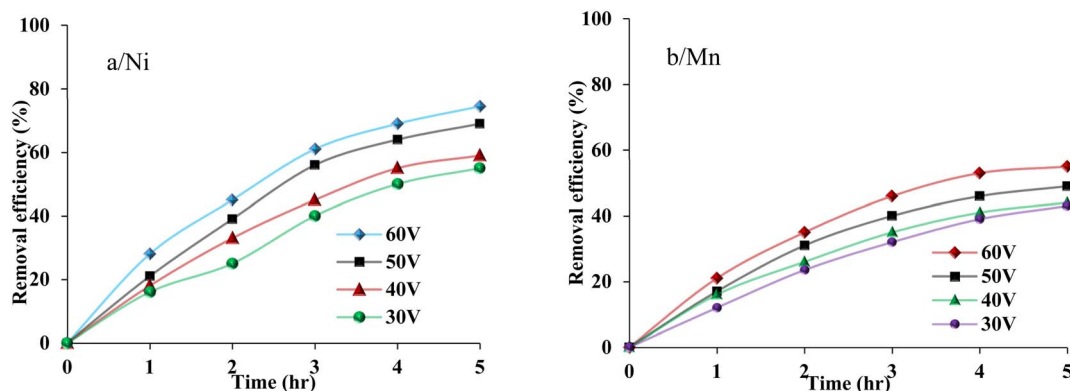 a/Ni
Removal efficiency (%)
100
80
60
40
20
0
0 1 2 3 4 5
Time (hr)
60V
50V
40V
30V
b/Mn
Removal efficiency (%)
100
80
60
40
20
0
0 1 2 3 4 5
Time (hr)
60V
50V
40V
30V